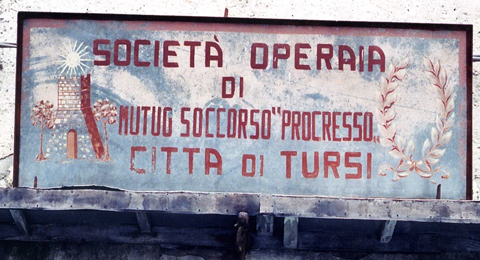 SOCIETÀ OPERAIA
DI
MUTUO SOCCORSO "PROGRESSO"
CITTA DI TURSI